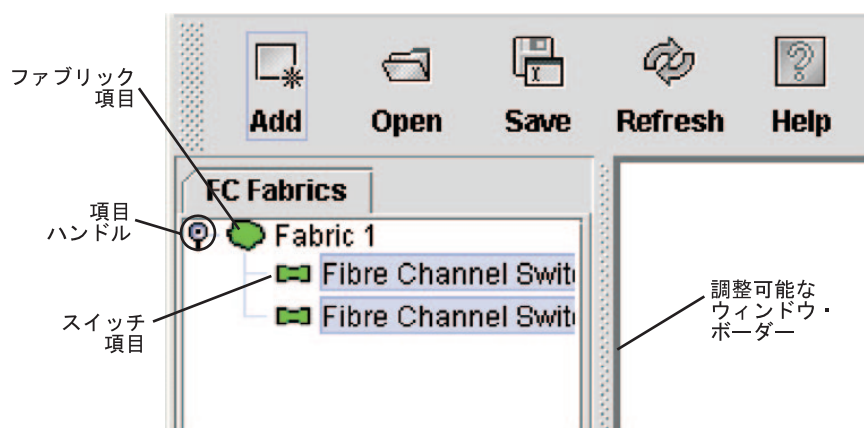 ファブリック
項目
Add
Open
Save
Refresh
Help
FC Fabrics
項目
ハンドル
Fabric 1
Fibre Channel Swit
スイッチ
項目
Fibre Channel Swit
調整可能な
ウィンドウ・
ボーダー